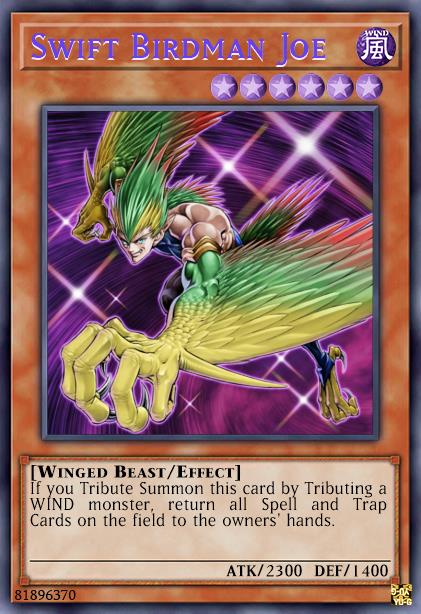 Swift Birdman Joe
WIND
風
[Winged Beast/Effect]
If you Tribute Summon this card by Tributing a
WIND monster, return all Spell and Trap
Cards on the field to the owners' hands.
ATK/2300 DEF/1400
81896370